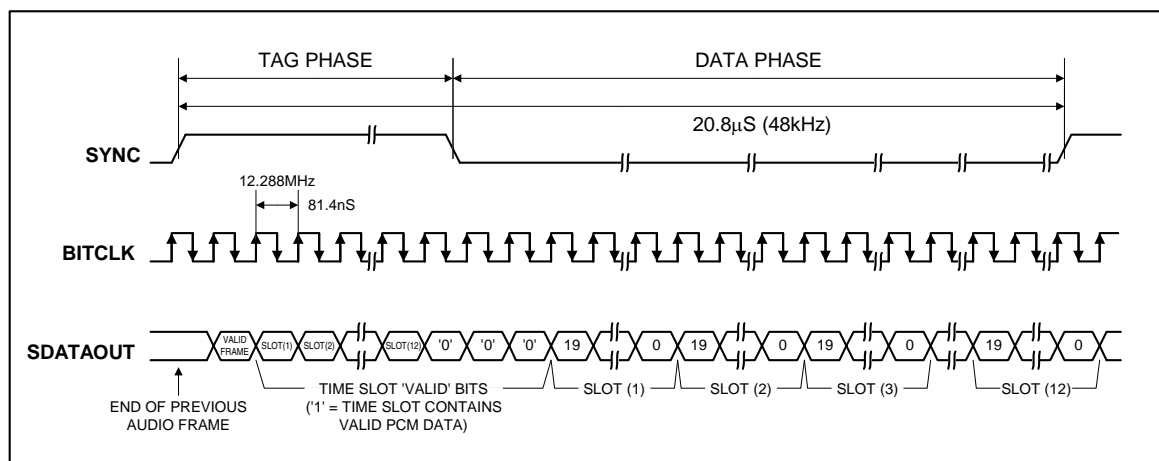 TAG PHASE DATA PHASE
20.8µS (48kHz)
SYNC
12.288MHz
81.4nS
BITCLK
SDATAOUT VALID FRAME SLOT(1) SLOT(2) SLOT(12) '0' '0' '0' 19 0 19 0 19 0 19 0
END OF PREVIOUS
AUDIO FRAME
TIME SLOT 'VALID' BITS
('1' = TIME SLOT CONTAINS
VALID PCM DATA)
SLOT (1) SLOT (2) SLOT (3) SLOT (12)